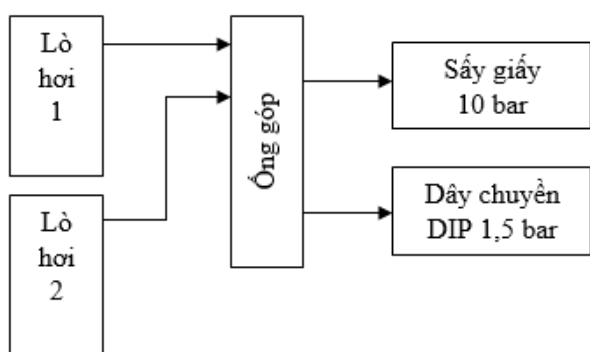 Lò
hơi
1
Lò
hơi
2
Ống góp
Sấy giấy
10 bar
Dây chuyền
DIP 1,5 bar